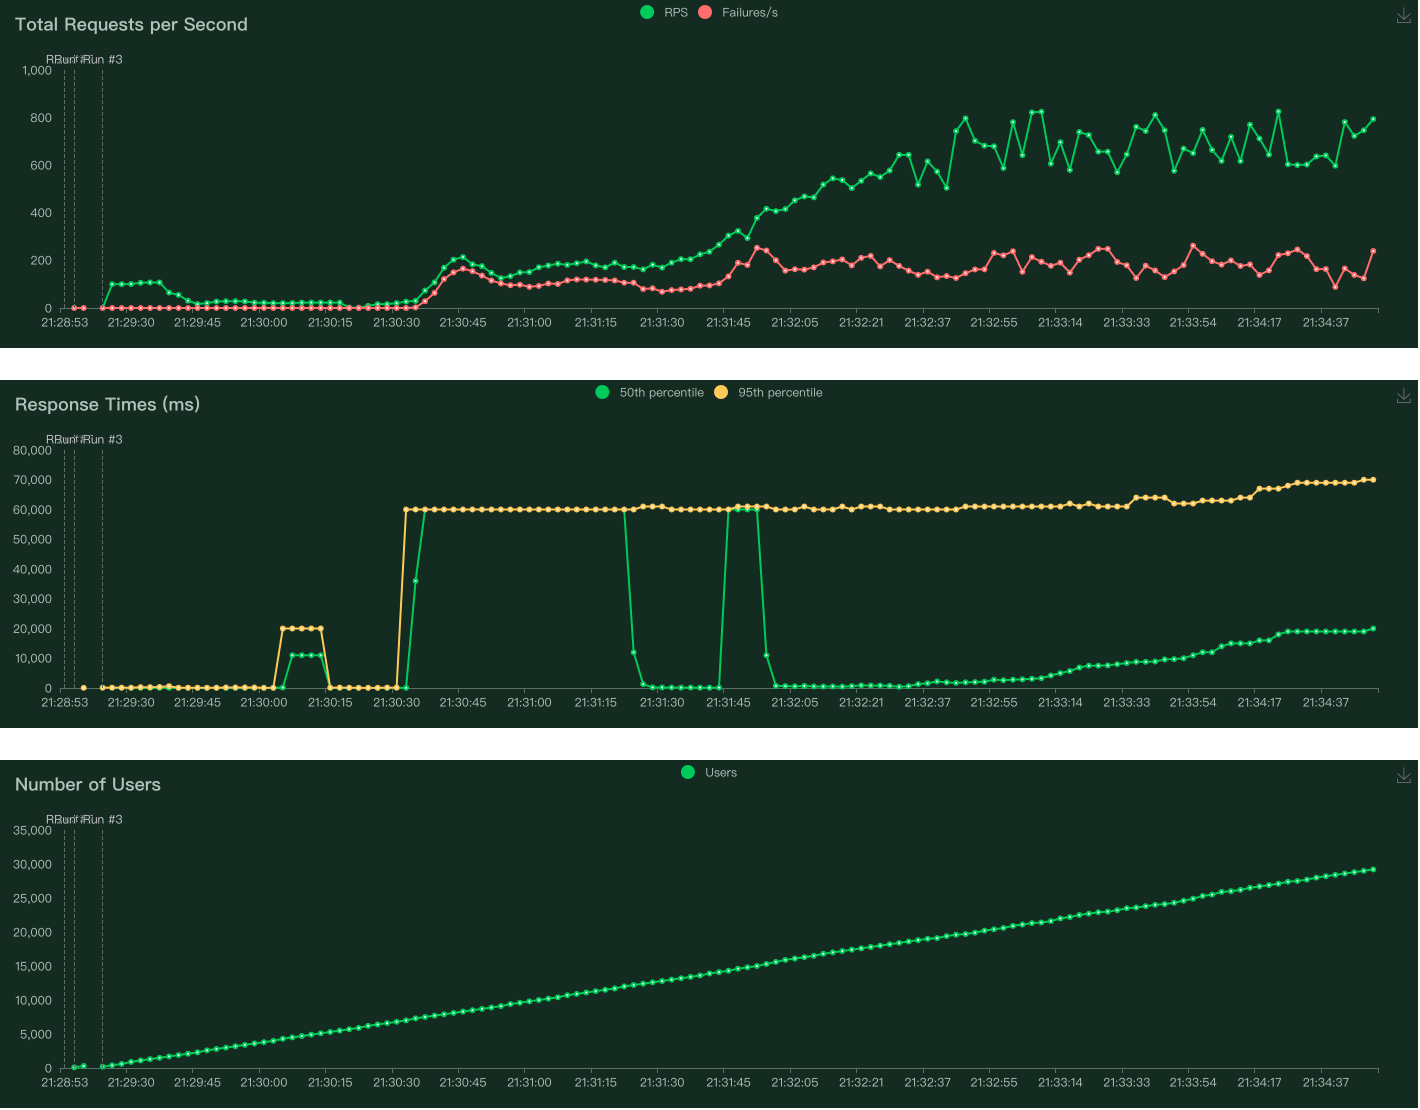 Total Requests per Second
RPS Failures/s
Run #3
1,000
800
600
400
200
0
21:28:53 21:29:30 21:29:45 21:30:00 21:30:15 21:30:30 21:30:45 21:31:00 21:31:15 21:31:30 21:31:45 21:32:05 21:32:21 21:32:37 21:32:55 21:33:14 21:33:33 21:33:54 21:34:17 21:34:37
Response Times (ms)
50th percentile 95th percentile
Run #3
80,000
70,000
60,000
50,000
40,000
30,000
20,000
10,000
0
21:28:53 21:29:30 21:29:45 21:30:00 21:30:15 21:30:30 21:30:45 21:31:00 21:31:15 21:31:30 21:31:45 21:32:05 21:32:21 21:32:37 21:32:55 21:33:14 21:33:33 21:33:54 21:34:17 21:34:37
Number of Users
Users
Run #3
35,000
30,000
25,000
20,000
15,000
10,000
5,000
0
21:28:53 21:29:30 21:29:45 21:30:00 21:30:15 21:30:30 21:30:45 21:31:00 21:31:15 21:31:30 21:31:45 21:32:05 21:32:21 21:32:37 21:32:55 21:33:14 21:33:33 21:33:54 21:34:17 21:34:37